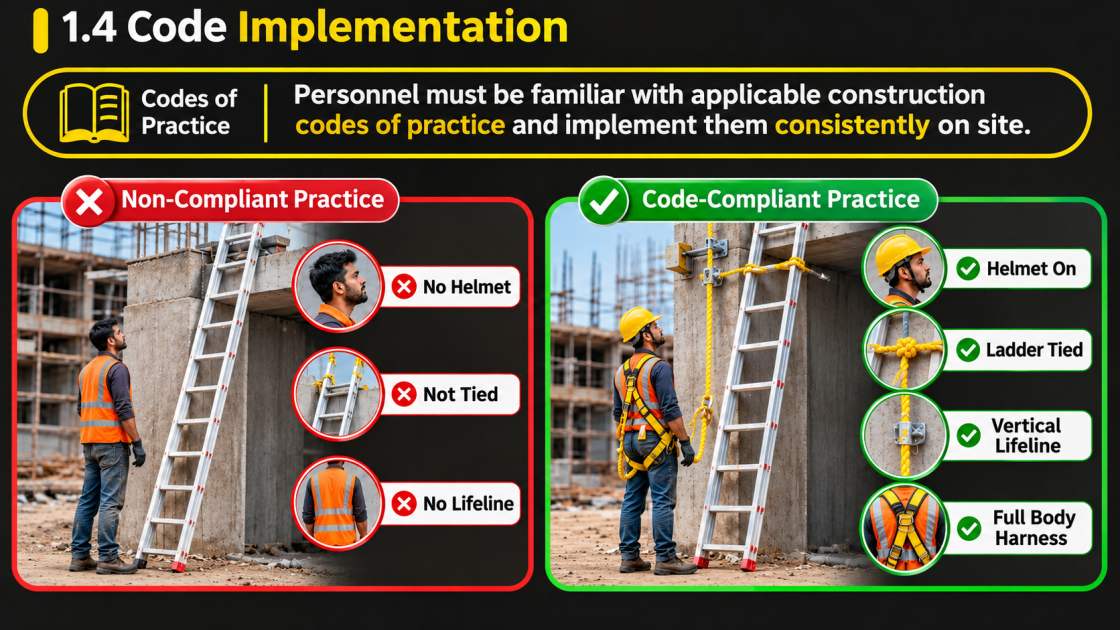 1.4 Code Implementation
Codes of
Practice
Personnel must be familiar with applicable construction
codes of practice and implement them consistently on site.
Non-Compliant Practice
No Helmet
Not Tied
No Lifeline
Code-Compliant Practice
Helmet On
Ladder Tied
Vertical
Lifeline
Full Body
Harness